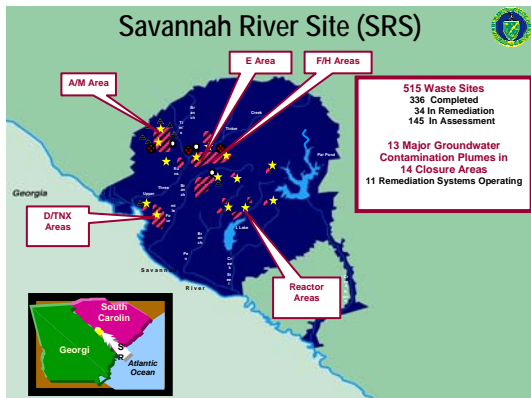 Savannah River Site (SRS)
E Area
F/H Areas
A/M Area
515 Waste Sites
336 Completed
34 In Remediation
145 In Assessment
13 Major Groundwater
Contamination Plumes in
14 Closure Areas
11 Remediation Systems Operating
Georgia
Creek
Par Pond
Upper
Three
D/TNX
Areas
L Lake
Savannah
River
Reactor
Areas
South
Carolin
Georgi
Atlantic
Ocean